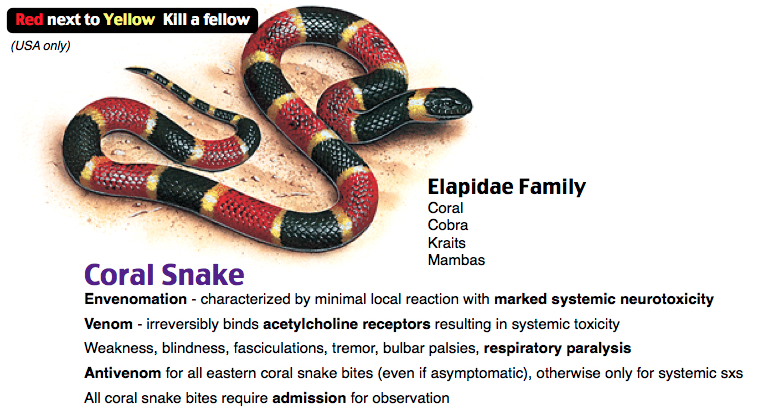 Red next to Yellow Kill a fellow
(USA only)
Elapidae Family
Coral
Cobra
Kraits
Mambas
Coral Snake
Envenomation - characterized by minimal local reaction with marked systemic neurotoxicity
Venom - irreversibly binds acetylcholine receptors resulting in systemic toxicity
Weakness, blindness, fasciculations, tremor, bulbar palsies, respiratory paralysis
Antivenom for all eastern coral snake bites (even if asymptomatic), otherwise only for systemic sxs
All coral snake bites require admission for observation